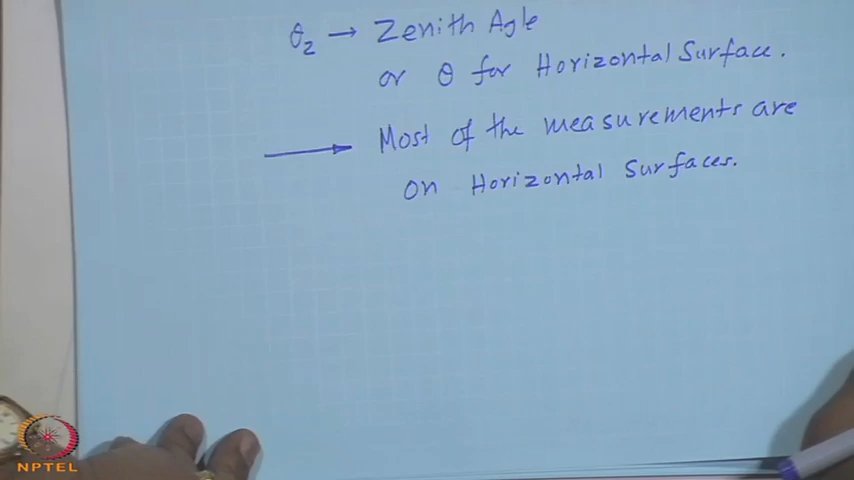 θz → Zenith Agle
or θ for Horizontal Surface.
→ Most of the measurements are
on Horizontal Surfaces.
NPTEL